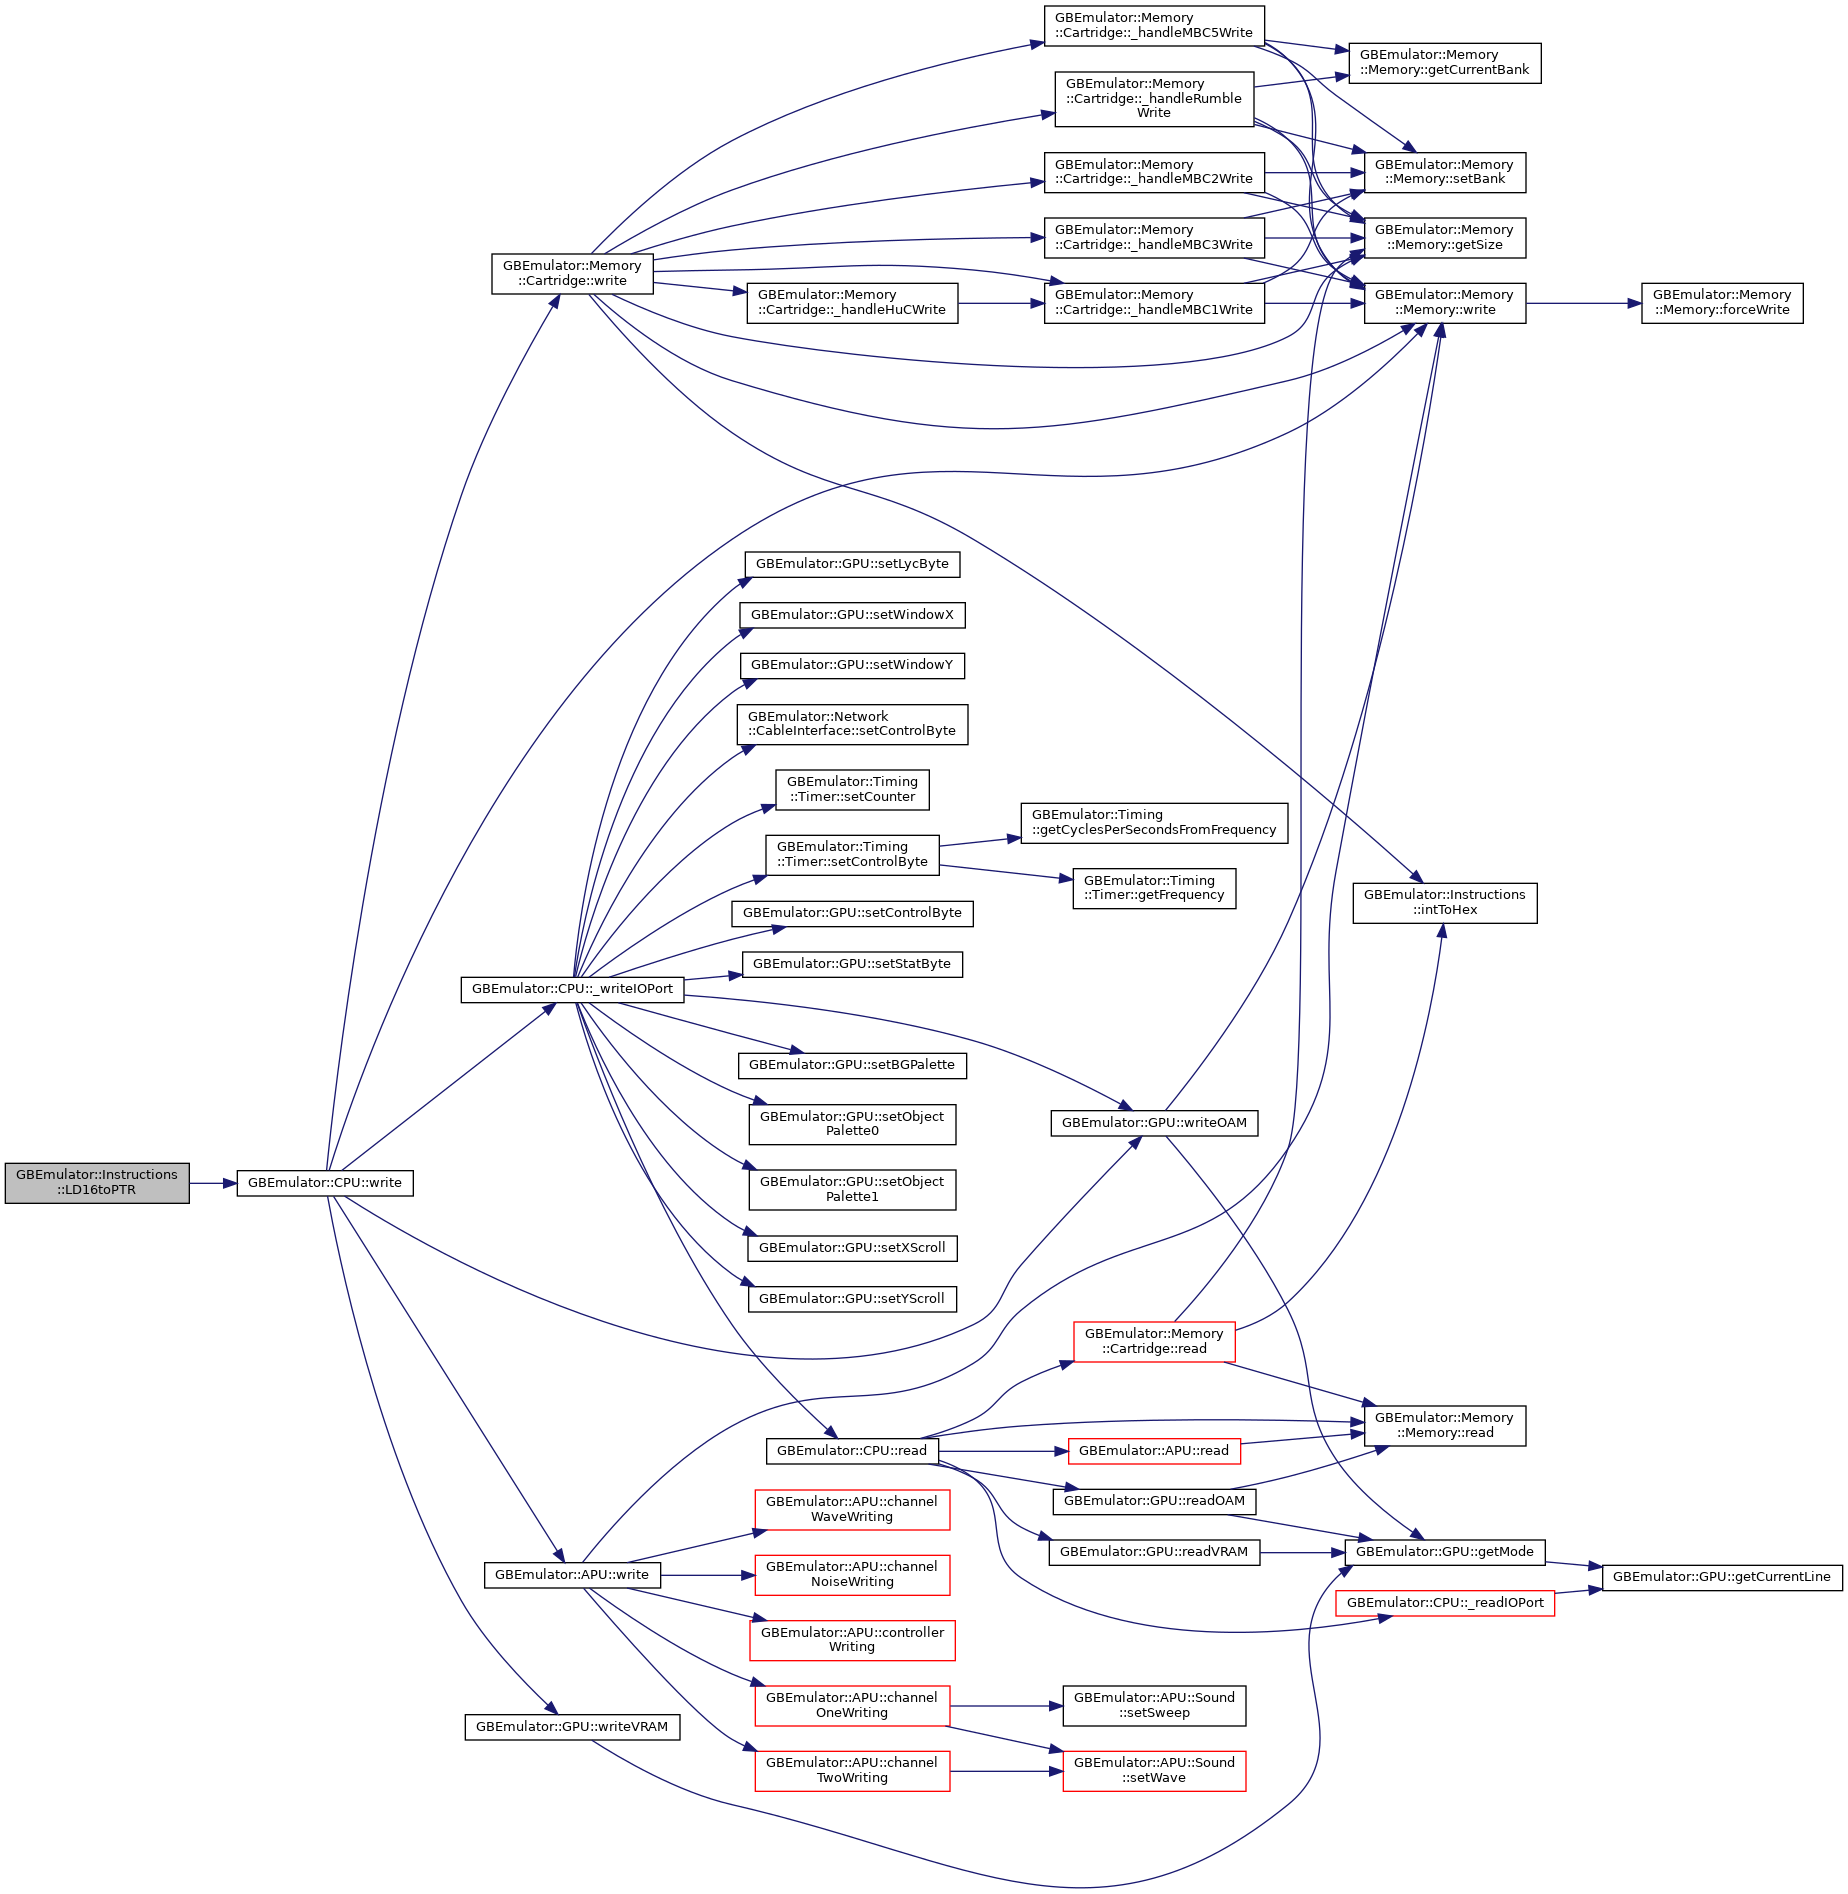 GBEmulator::Instructions
::LD16toPTR
GBEmulator::CPU::write
GBEmulator::Memory
::Cartridge::write
GBEmulator::CPU::_writeIOPort
GBEmulator::APU::write
GBEmulator::GPU::writeVRAM
GBEmulator::Memory
::Cartridge::_handleHuCWrite
GBEmulator::GPU::setLycByte
GBEmulator::GPU::setWindowX
GBEmulator::GPU::setWindowY
GBEmulator::Network
::CableInterface::setControlByte
GBEmulator::Timing
::Timer::setCounter
GBEmulator::Timing
::Timer::setControlByte
GBEmulator::GPU::setControlByte
GBEmulator::GPU::setStatByte
GBEmulator::GPU::setBGPalette
GBEmulator::GPU::setObject
Palette0
GBEmulator::GPU::setObject
Palette1
GBEmulator::GPU::setXScroll
GBEmulator::GPU::setYScroll
GBEmulator::CPU::read
GBEmulator::APU::channel
WaveWriting
GBEmulator::APU::channel
NoiseWriting
GBEmulator::APU::controller
Writing
GBEmulator::APU::channel
OneWriting
GBEmulator::APU::channel
TwoWriting
GBEmulator::Memory
::Cartridge::_handleMBC5Write
GBEmulator::Memory
::Cartridge::_handleRumble
Write
GBEmulator::Memory
::Cartridge::_handleMBC2Write
GBEmulator::Memory
::Cartridge::_handleMBC3Write
GBEmulator::Memory
::Cartridge::_handleMBC1Write
GBEmulator::Timing
::getCyclesPerSecondsFromFrequency
GBEmulator::Timing
::Timer::getFrequency
GBEmulator::GPU::writeOAM
GBEmulator::Memory
::Cartridge::read
GBEmulator::APU::read
GBEmulator::GPU::readOAM
GBEmulator::GPU::readVRAM
GBEmulator::APU::Sound
::setSweep
GBEmulator::APU::Sound
::setWave
GBEmulator::Memory
::Memory::getCurrentBank
GBEmulator::Memory
::Memory::setBank
GBEmulator::Memory
::Memory::getSize
GBEmulator::Memory
::Memory::write
GBEmulator::Instructions
::intToHex
GBEmulator::Memory
::Memory::read
GBEmulator::GPU::getMode
GBEmulator::CPU::_readIOPort
GBEmulator::Memory
::Memory::forceWrite
GBEmulator::GPU::getCurrentLine